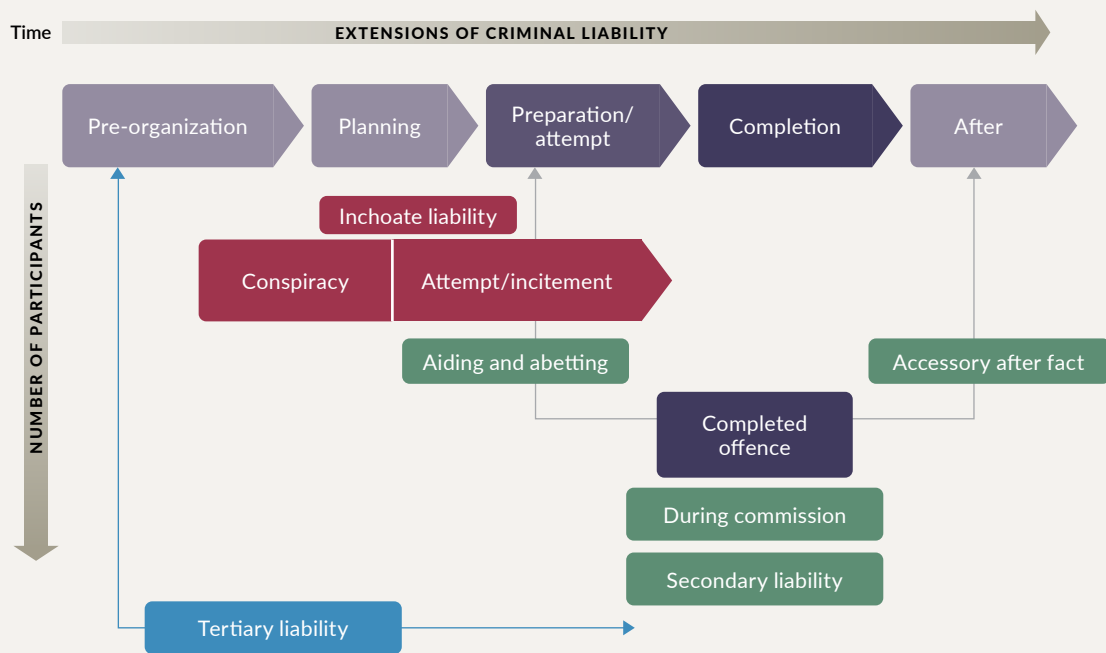 Time
EXTENSIONS OF CRIMINAL LIABILITY
Pre-organization
Planning
Preparation/
attempt
Completion
After
NUMBER OF PARTICIPANTS
Inchoate liability
Conspiracy
Attempt/incitement
Aiding and abetting
Accessory after fact
Completed
offence
During commission
Secondary liability
Tertiary liability